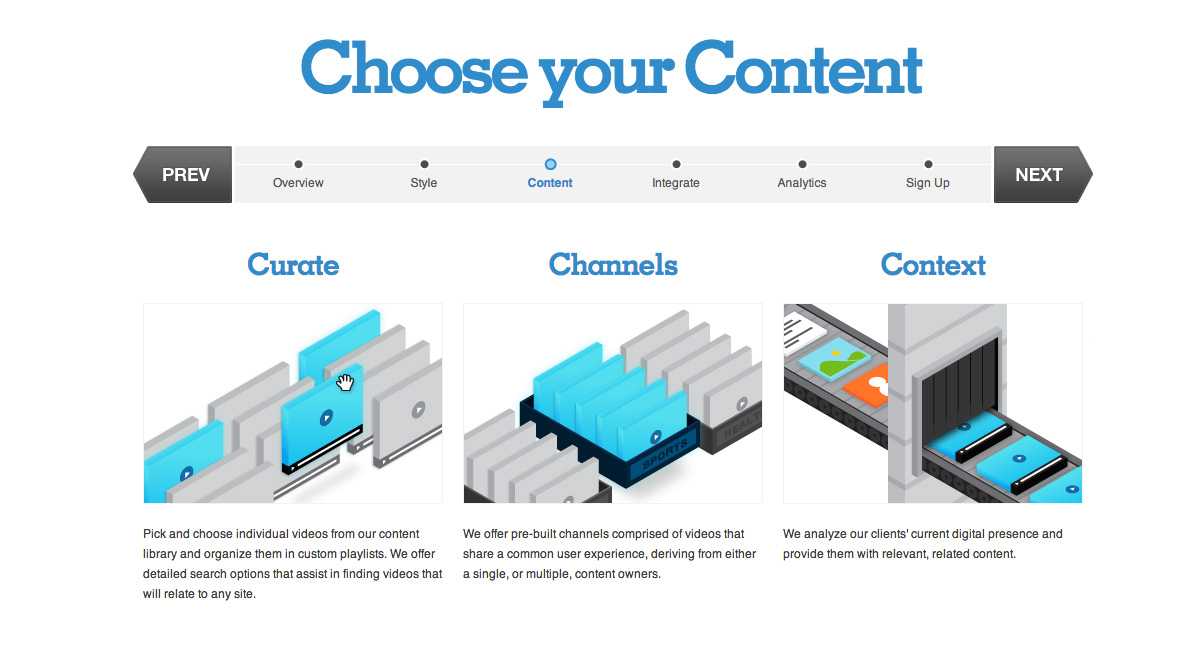 Choose your Content
PREV
Overview
Style
Content
Integrate
Analytics
Sign Up
NEXT
Curate
Channels
Context
SPORTS
Pick and choose individual videos from our content
library and organize them in custom playlists. We offer
detailed search options that assist in finding videos that
will relate to any site.
We offer pre-built channels comprised of videos that
share a common user experience, deriving from either
a single, or multiple, content owners.
We analyze our clients' current digital presence and
provide them with relevant, related content.